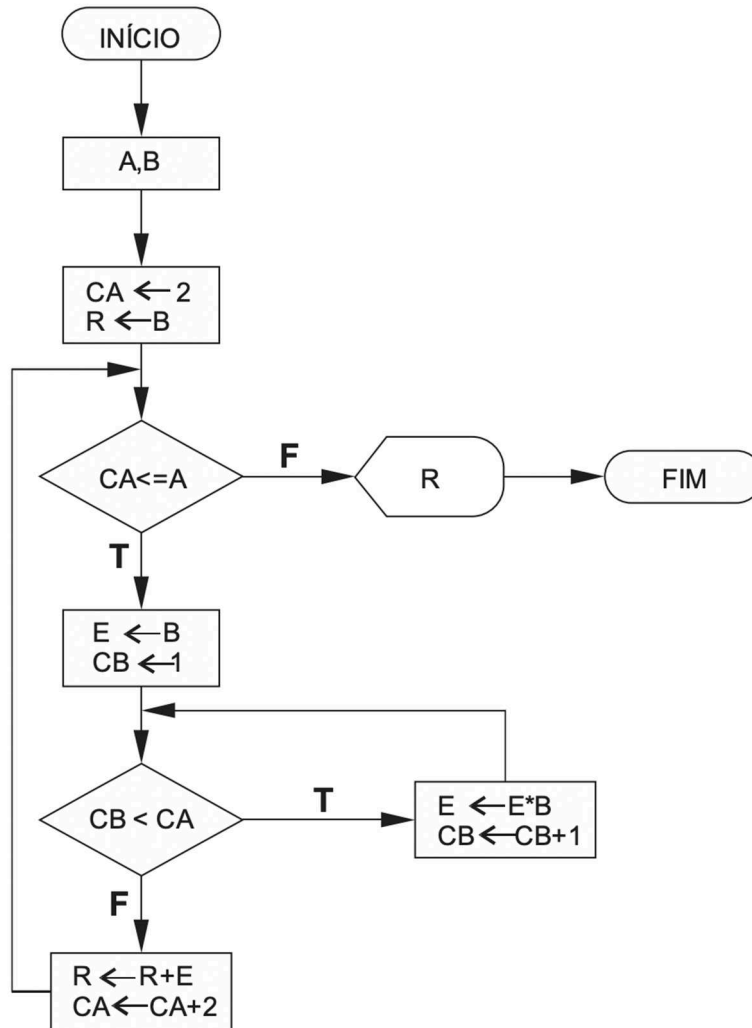 INÍCIO
A,B
CA ← 2
R ← B
CA<=A
F
R
FIM
T
E ← B
CB ← 1
CB < CA
T
E ← E*B
CB ← CB+1
F
R ← R+E
CA ← CA+2